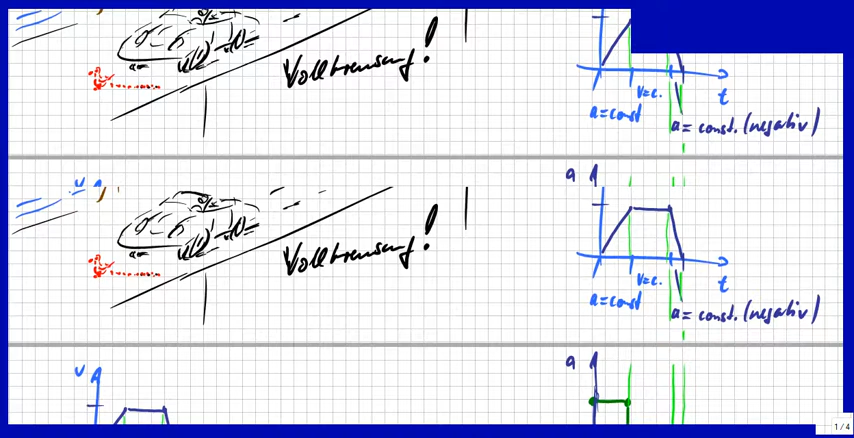 Vollbremsung!
v=c.
t
a=const
a=const. (negativ)
v
a
Vollbremsung!
v=c.
t
a=const
a=const. (negativ)
v
a
1/4